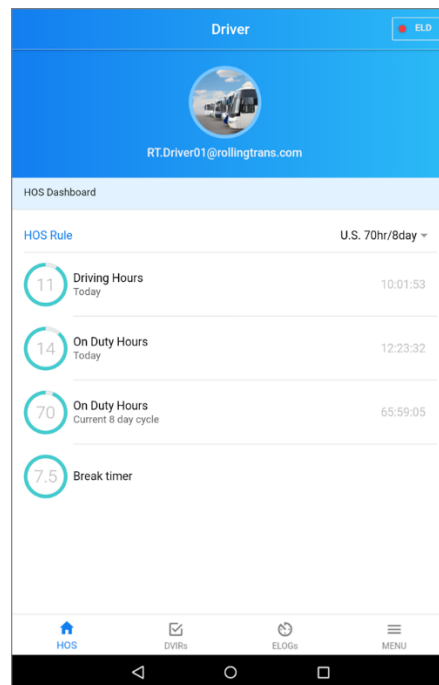 Driver
ELD
RT.Driver01@rollingtrans.com
HOS Dashboard
HOS Rule
U.S. 70hr/8day
11
Driving Hours
Today
10:01:53
14
On Duty Hours
Today
12:23:32
70
On Duty Hours
Current 8 day cycle
65:59:05
7.5
Break timer
HOS
DVIRs
ELOGs
MENU